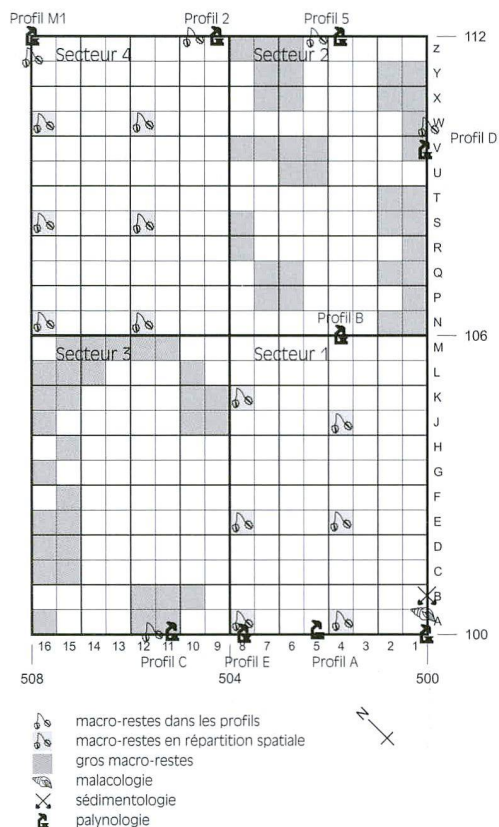 Profil M1 Profil 2 Profil 5
112
Secteur 4 Secteur 2
Z
Y
X
W
Profil D
V
U
T
S
R
Q
P
Profil B
N
106
Secteur 3 Secteur 1
M
L
K
J
H
G
F
E
D
C
B
A
100
16 15 14 13 12 11 10 9 8 7 6 5 4 3 2 1
Profil C Profil E Profil A
508 504 500
N
macro-restes dans les profils
macro-restes en répartition spatiale
gros macro-restes
malacologie
sédimentologie
palynologie